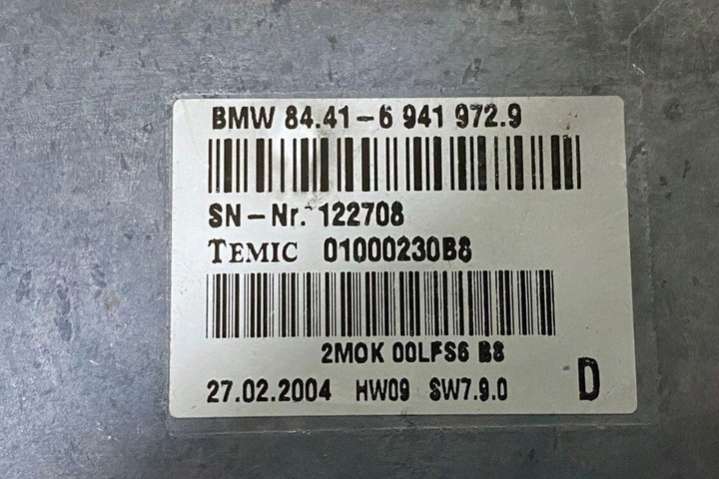 BMW 84.41-6 941 972.9
SN-Nr. 122708
TEMIC 01000230B8
2MOK 00LFS6 B8
27.02.2004 HW09 SW7.9.0 D